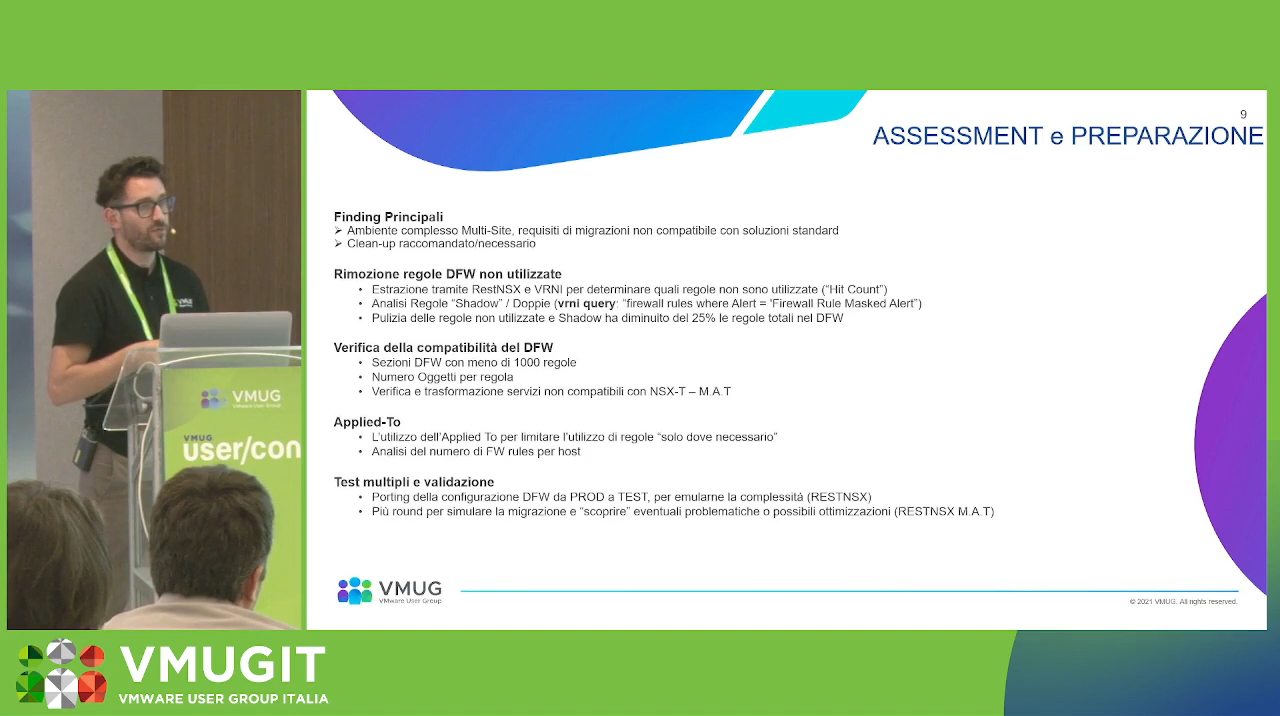 9
ASSESSMENT e PREPARAZIONE
Finding Principali
➢ Ambiente complesso Multi-Site, requisiti di migrazioni non compatibile con soluzioni standard
➢ Clean-up raccomandato/necessario
Rimozione regole DFW non utilizzate
• Estrazione tramite RestNSX e VRNI per determinare quali regole non sono utilizzate (“Hit Count”)
• Analisi Regole “Shadow” / Doppie (vrni query: “firewall rules where Alert = 'Firewall Rule Masked Alert”)
• Pulizia delle regole non utilizzate e Shadow ha diminuito del 25% le regole totali nel DFW
Verifica della compatibilità del DFW
• Sezioni DFW con meno di 1000 regole
• Numero Oggetti per regola
• Verifica e trasformazione servizi non compatibili con NSX-T – M.A.T
Applied-To
• L’utilizzo dell’Applied To per limitare l’utilizzo di regole “solo dove necessario”
• Analisi del numero di FW rules per host
Test multipli e validazione
• Porting della configurazione DFW da PROD a TEST, per emularne la complessità (RESTNSX)
• Più round per simulare la migrazione e “scoprire” eventuali problematiche o possibili ottimizzazioni (RESTNSX M.A.T)
VMUG
VMware User Group
© 2021 VMUG. All rights reserved.
VMUG
VMware User Group
VMUG
user/con
VMUGIT
VMWARE USER GROUP ITALIA